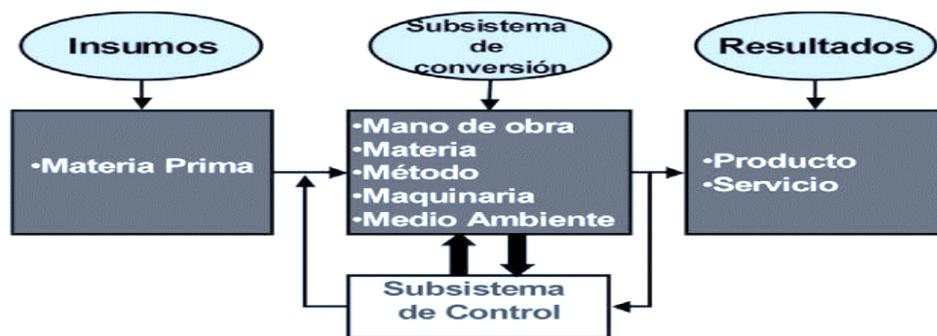 Insumos
Subsistema
de
conversión
Resultados
•Materia Prima
•Mano de obra
•Materia
•Método
•Maquinaria
•Medio Ambiente
•Producto
•Servicio
Subsistema
de Control